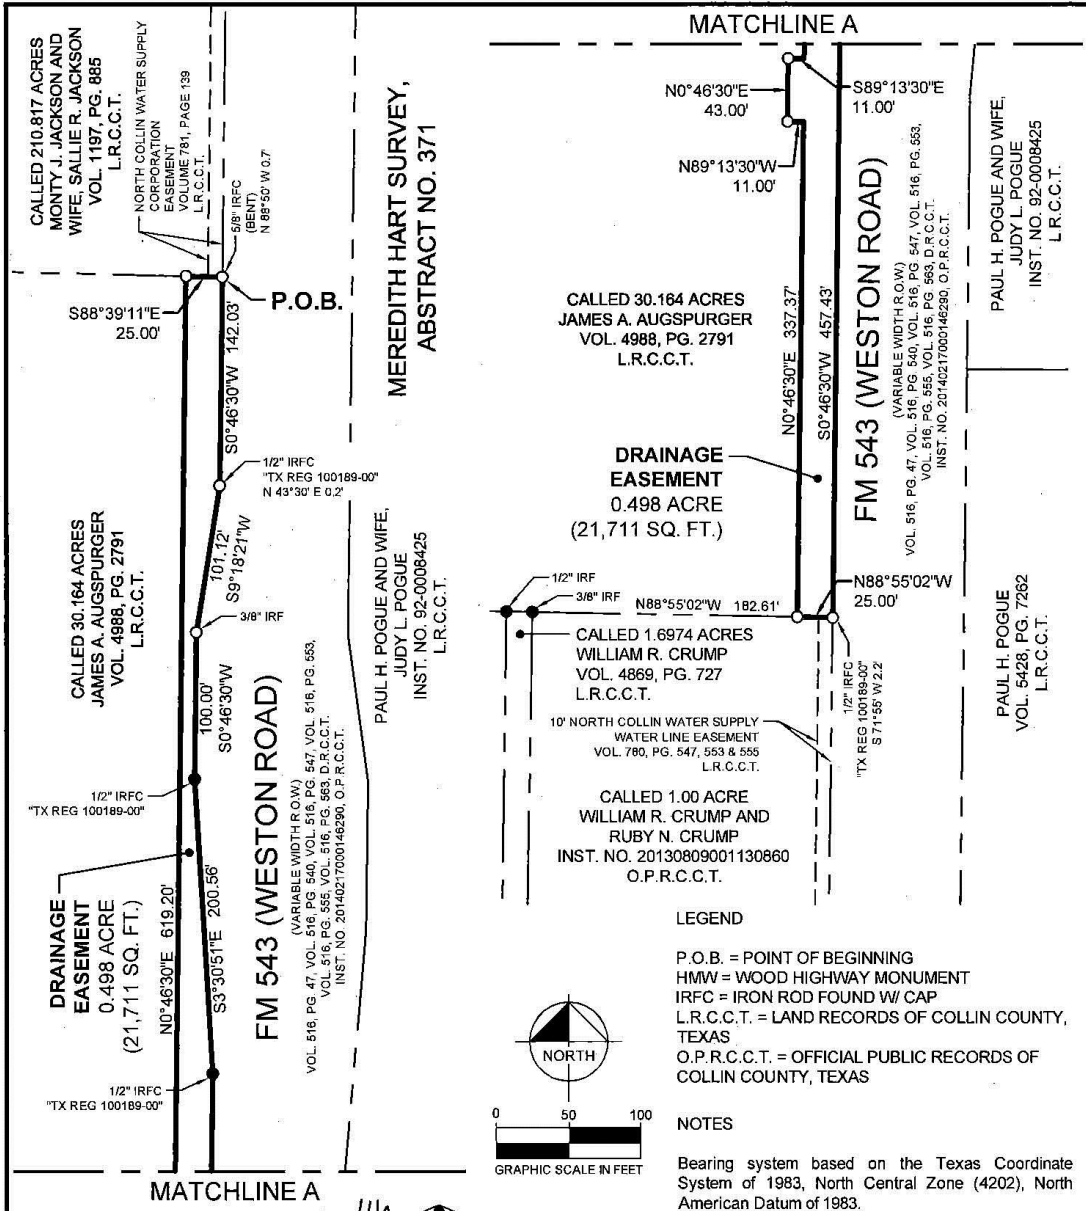 MATCHLINE A
CALLED 210.817 ACRES
MONTY J. JACKSON AND
WIFE, SALLIE R. JACKSON
VOL. 1197, PG. 885
L.R.C.C.T.
NORTH COLLIN WATER SUPPLY
CORPORATION
EASEMENT
VOLUME 781, PAGE 139
L.R.C.C.T.
5/8" IRFC
(BENT)
N 88°50' W 0.7'
MEREDITH HART SURVEY,
ABSTRACT NO. 371
P.O.B.
S88°39'11"E
25.00'
S0°46'30"W 142.03'
1/2" IRFC
"TX REG 100189-00"
N 43°30' E 0.2'
101.12'
S9°18'21"W
3/8" IRF
CALLED 30.164 ACRES
JAMES A. AUGSPURGER
VOL. 4988, PG. 2791
L.R.C.C.T.
100.00'
S0°46'30"W
PAUL H. POGUE AND WIFE,
JUDY L. POGUE
INST. NO. 92-0008425
L.R.C.C.T.
1/2" IRFC
"TX REG 100189-00"
FM 543 (WESTON ROAD)
(VARIABLE WIDTH R.O.W.)
VOL. 516, PG. 47, VOL. 516, PG. 540, VOL. 516, PG. 547, VOL. 516, PG. 553,
VOL. 516, PG. 555, VOL. 516, PG. 563, D.R.C.C.T.
INST. NO. 20140217000146290, O.P.R.C.C.T.
DRAINAGE
EASEMENT
0.498 ACRE
(21,711 SQ. FT.)
N0°46'30"E 619.20'
S3°30'51"E 200.56'
1/2" IRFC
"TX REG 100189-00"
MATCHLINE A
N0°46'30"E
43.00'
S89°13'30"E
11.00'
N89°13'30"W
11.00'
CALLED 30.164 ACRES
JAMES A. AUGSPURGER
VOL. 4988, PG. 2791
L.R.C.C.T.
N0°46'30"E 337.37'
S0°46'30"W 457.43'
FM 543 (WESTON ROAD)
(VARIABLE WIDTH R.O.W.)
VOL. 516, PG. 47, VOL. 516, PG. 540, VOL. 516, PG. 547, VOL. 516, PG. 553,
VOL. 516, PG. 555, VOL. 516, PG. 563, D.R.C.C.T.
INST. NO. 20140217000146290, O.P.R.C.C.T.
PAUL H. POGUE AND WIFE,
JUDY L. POGUE
INST. NO. 92-0008425
L.R.C.C.T.
DRAINAGE
EASEMENT
0.498 ACRE
(21,711 SQ. FT.)
N88°55'02"W
25.00'
1/2" IRF
3/8" IRF
N88°55'02"W 182.61'
CALLED 1.6974 ACRES
WILLIAM R. CRUMP
VOL. 4869, PG. 727
L.R.C.C.T.
1/2" IRFC
"TX REG 100189-00"
S 71°55' W 2.2'
PAUL H. POGUE
VOL. 5428, PG. 7262
L.R.C.C.T.
10' NORTH COLLIN WATER SUPPLY
WATER LINE EASEMENT
VOL. 780, PG. 547, 553 & 555
L.R.C.C.T.
CALLED 1.00 ACRE
WILLIAM R. CRUMP AND
RUBY N. CRUMP
INST. NO. 20130809001130860
O.P.R.C.C.T.
LEGEND
P.O.B. = POINT OF BEGINNING
HMW = WOOD HIGHWAY MONUMENT
IRFC = IRON ROD FOUND W/ CAP
L.R.C.C.T. = LAND RECORDS OF COLLIN COUNTY,
TEXAS
O.P.R.C.C.T. = OFFICIAL PUBLIC RECORDS OF
COLLIN COUNTY, TEXAS
NORTH
0 50 100
GRAPHIC SCALE IN FEET
NOTES
Bearing system based on the Texas Coordinate
System of 1983, North Central Zone (4202), North
American Datum of 1983.